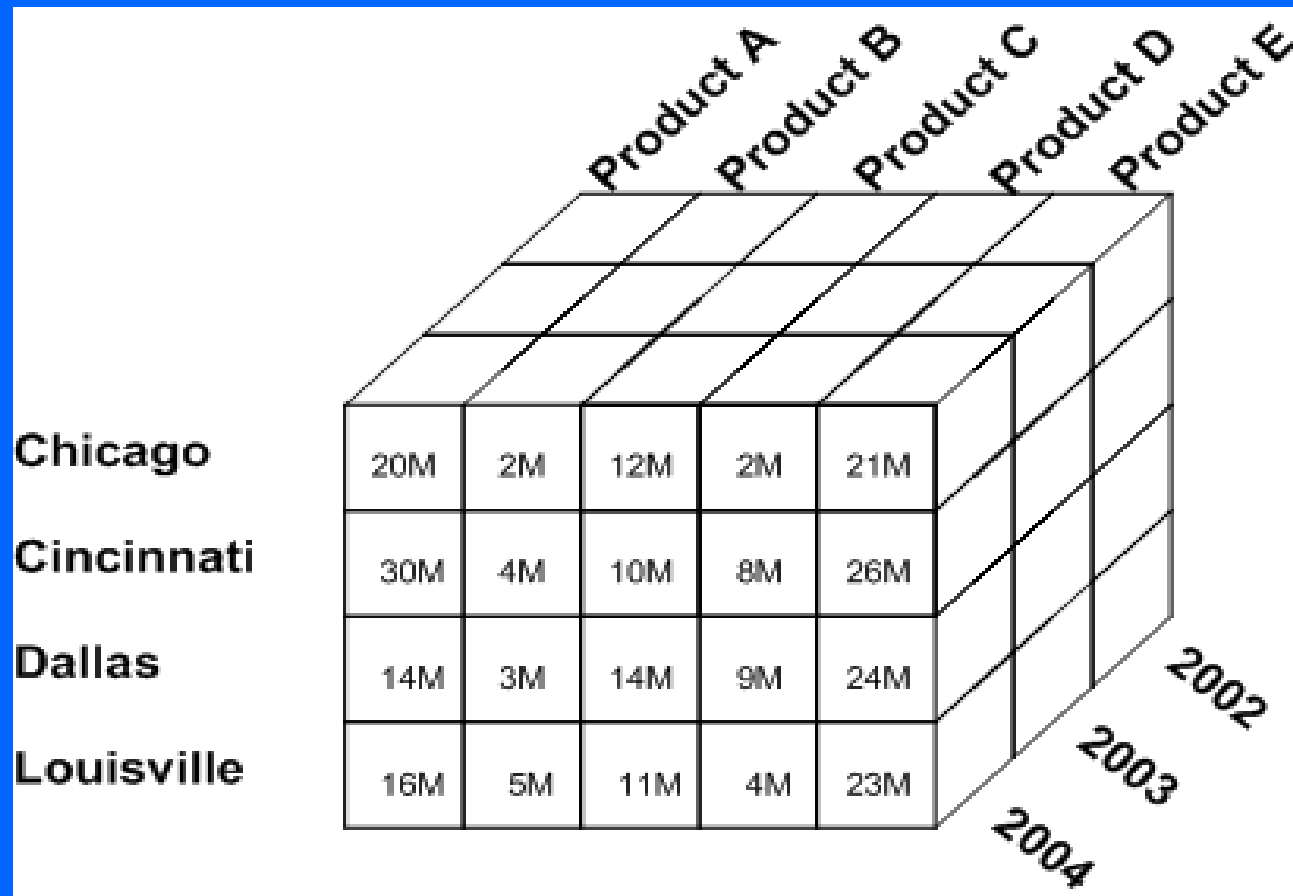 Product A Product B Product C Product D Product E
Chicago 20M 2M 12M 2M 21M
Cincinnati 30M 4M 10M 8M 26M
Dallas 14M 3M 14M 9M 24M
Louisville 16M 5M 11M 4M 23M
2002
2003
2004